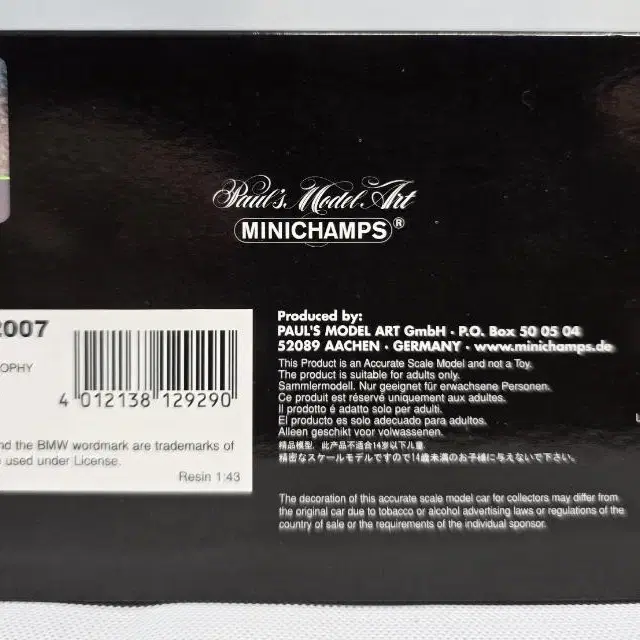 Paul's Model Art
MINICHAMPS®
2007
OPHY
4 012138 129290
nd the BMW wordmark are trademarks of
used under License.
Resin 1:43
Produced by:
PAUL'S MODEL ART GmbH · P.O. Box 50 05 04
52089 AACHEN · GERMANY · www.minichamps.de
This Product is an Accurate Scale Model and not a Toy.
The product is suitable for adults only.
Sammlermodell. Nur geeignet für erwachsene Personen.
Ce produit est réservé uniquement aux adultes.
Il prodotto é adatto solo per adulti.
El producto es solo adecuado para adultos.
Alleen geschikt voor volwassenen.
精品模型，此产品不适合14岁以下儿童.
精密なスケールモデルですので14歳未満のお子様に与えないで下さい.
The decoration of this accurate scale model car for collectors may differ from
the original car due to tobacco or alcohol advertising laws or regulations of the
country of sale or the requirements of the individual sponsor.